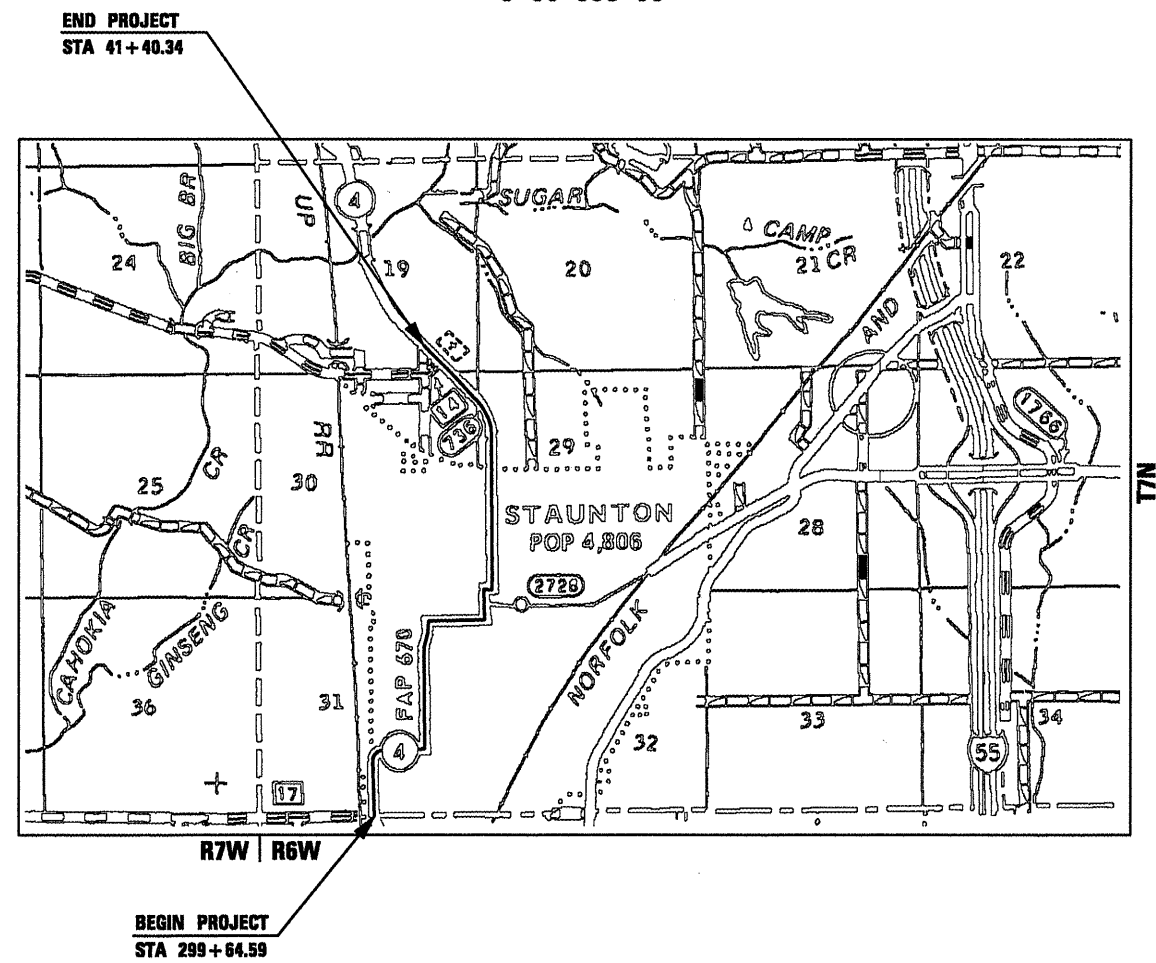 END PROJECT
STA 41+40.34
BIG BR
UP
4
SUGAR
CAMP
CR
24
19
20
21
22
AND
14
736
1766
RR
CR
29
25
30
STAUNTON
POP 4,806
28
T7N
CR
2728
CAHOKIA
GINSENG
FAP 670
NORFOLK
36
31
4
32
33
34
55
17
R7W | R6W
BEGIN PROJECT
STA 299+64.59